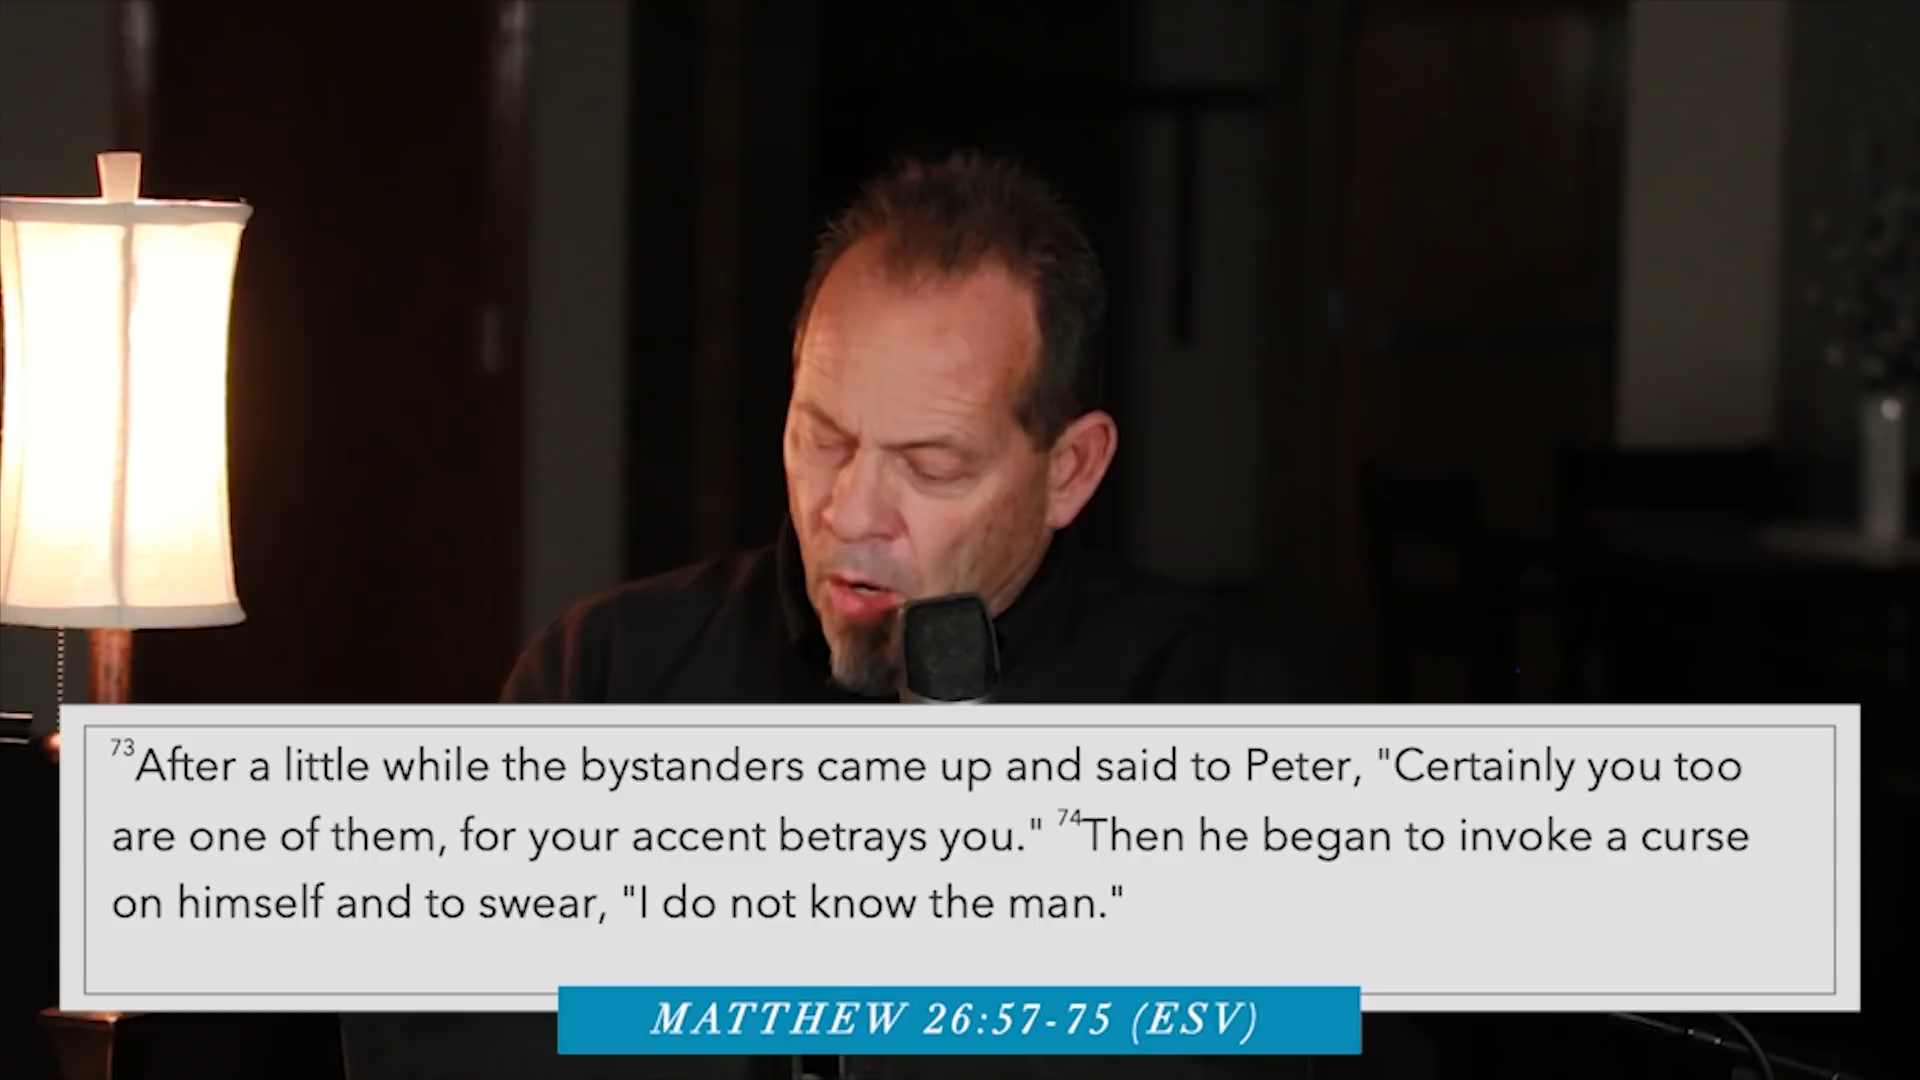 73After a little while the bystanders came up and said to Peter, "Certainly you too
are one of them, for your accent betrays you." 74Then he began to invoke a curse
on himself and to swear, "I do not know the man."
MATTHEW 26:57-75 (ESV)